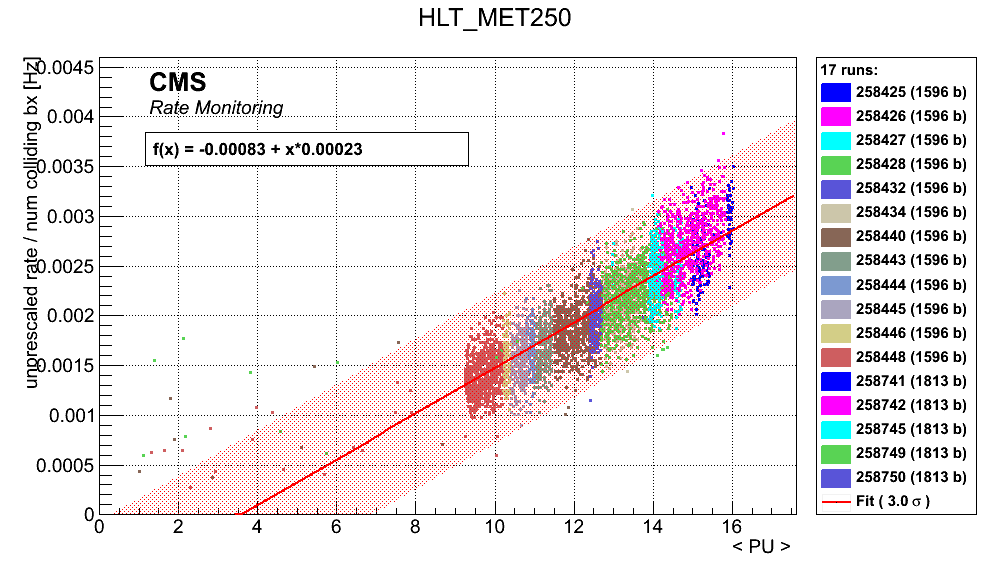 HLT_MET250
unprescaled rate / num colliding bx [Hz]
0.0045
0.004
0.0035
0.003
0.0025
0.002
0.0015
0.001
0.0005
0
CMS
Rate Monitoring
f(x) = -0.00083 + x*0.00023
0 2 4 6 8 10 12 14 16
< PU >
17 runs:
258425 (1596 b)
258426 (1596 b)
258427 (1596 b)
258428 (1596 b)
258432 (1596 b)
258434 (1596 b)
258440 (1596 b)
258443 (1596 b)
258444 (1596 b)
258445 (1596 b)
258446 (1596 b)
258448 (1596 b)
258741 (1813 b)
258742 (1813 b)
258745 (1813 b)
258749 (1813 b)
258750 (1813 b)
Fit ( 3.0 σ )